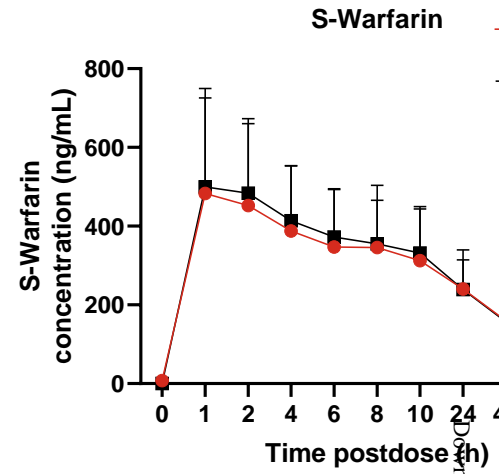 S-Warfarin
800
600
400
200
0
S-Warfarin
concentration (ng/mL)
0 1 2 4 6 8 10 24 4
Time postdose (h)